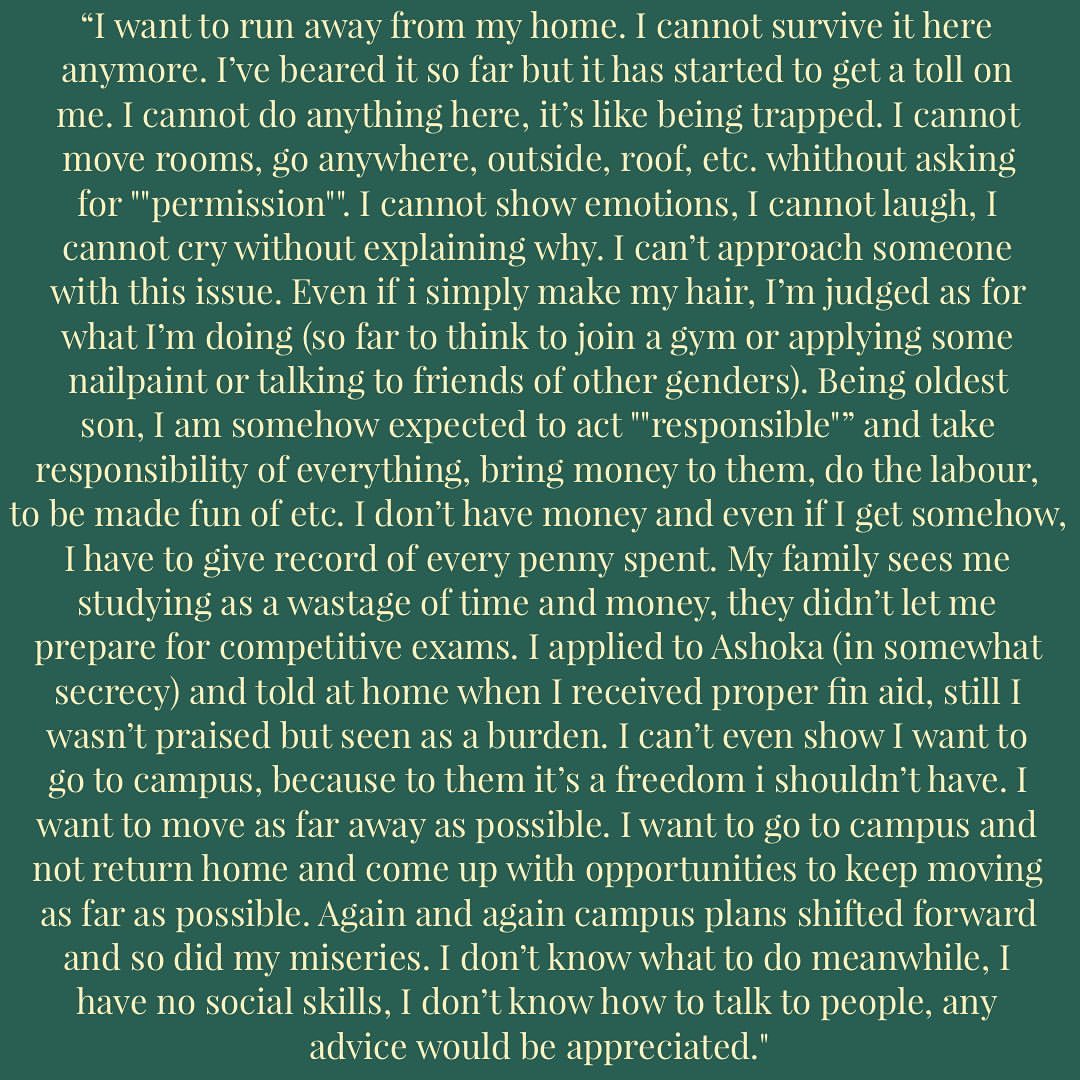 “I want to run away from my home. I cannot survive it here
anymore. I’ve beared it so far but it has started to get a toll on
me. I cannot do anything here, it’s like being trapped. I cannot
move rooms, go anywhere, outside, roof, etc. whithout asking
for ""permission"". I cannot show emotions, I cannot laugh, I
cannot cry without explaining why. I can’t approach someone
with this issue. Even if i simply make my hair, I’m judged as for
what I’m doing (so far to think to join a gym or applying some
nailpaint or talking to friends of other genders). Being oldest
son, I am somehow expected to act ""responsible"” and take
responsibility of everything, bring money to them, do the labour,
to be made fun of etc. I don’t have money and even if I get somehow,
I have to give record of every penny spent. My family sees me
studying as a wastage of time and money, they didn’t let me
prepare for competitive exams. I applied to Ashoka (in somewhat
secrecy) and told at home when I received proper fin aid, still I
wasn’t praised but seen as a burden. I can’t even show I want to
go to campus, because to them it’s a freedom i shouldn’t have. I
want to move as far away as possible. I want to go to campus and
not return home and come up with opportunities to keep moving
as far as possible. Again and again campus plans shifted forward
and so did my miseries. I don’t know what to do meanwhile, I
have no social skills, I don’t know how to talk to people, any
advice would be appreciated."